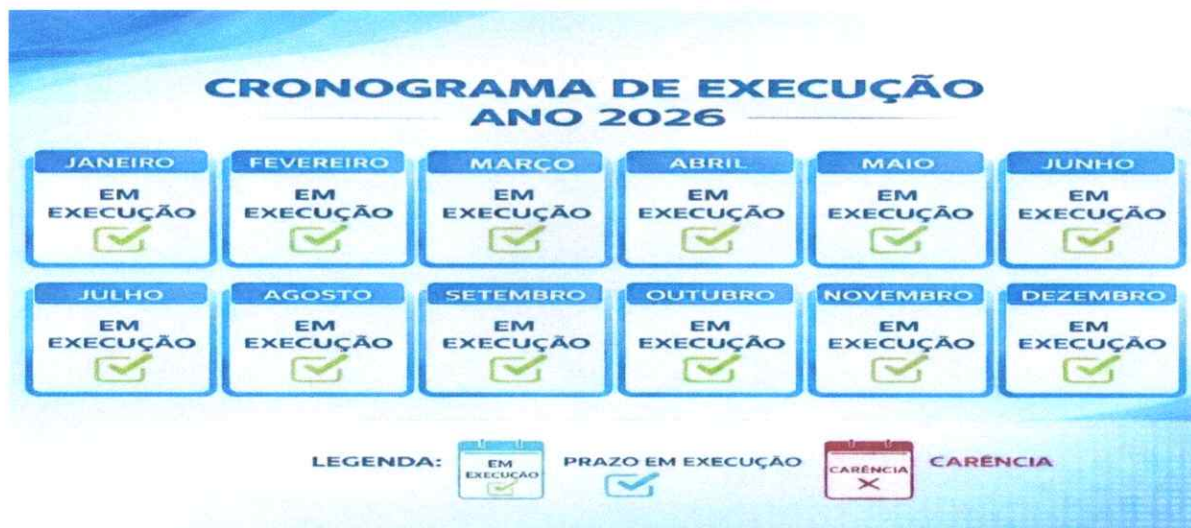 CRONOGRAMA DE EXECUÇÃO
ANO 2026
JANEIRO
EM
EXECUÇÃO
FEVEREIRO
EM
EXECUÇÃO
MARÇO
EM
EXECUÇÃO
ABRIL
EM
EXECUÇÃO
MAIO
EM
EXECUÇÃO
JUNHO
EM
EXECUÇÃO
JULHO
EM
EXECUÇÃO
AGOSTO
EM
EXECUÇÃO
SETEMBRO
EM
EXECUÇÃO
OUTUBRO
EM
EXECUÇÃO
NOVEMBRO
EM
EXECUÇÃO
DEZEMBRO
EM
EXECUÇÃO
LEGENDA:
EM
EXECUÇÃO
PRAZO EM EXECUÇÃO
CARÊNCIA
CARÊNCIA